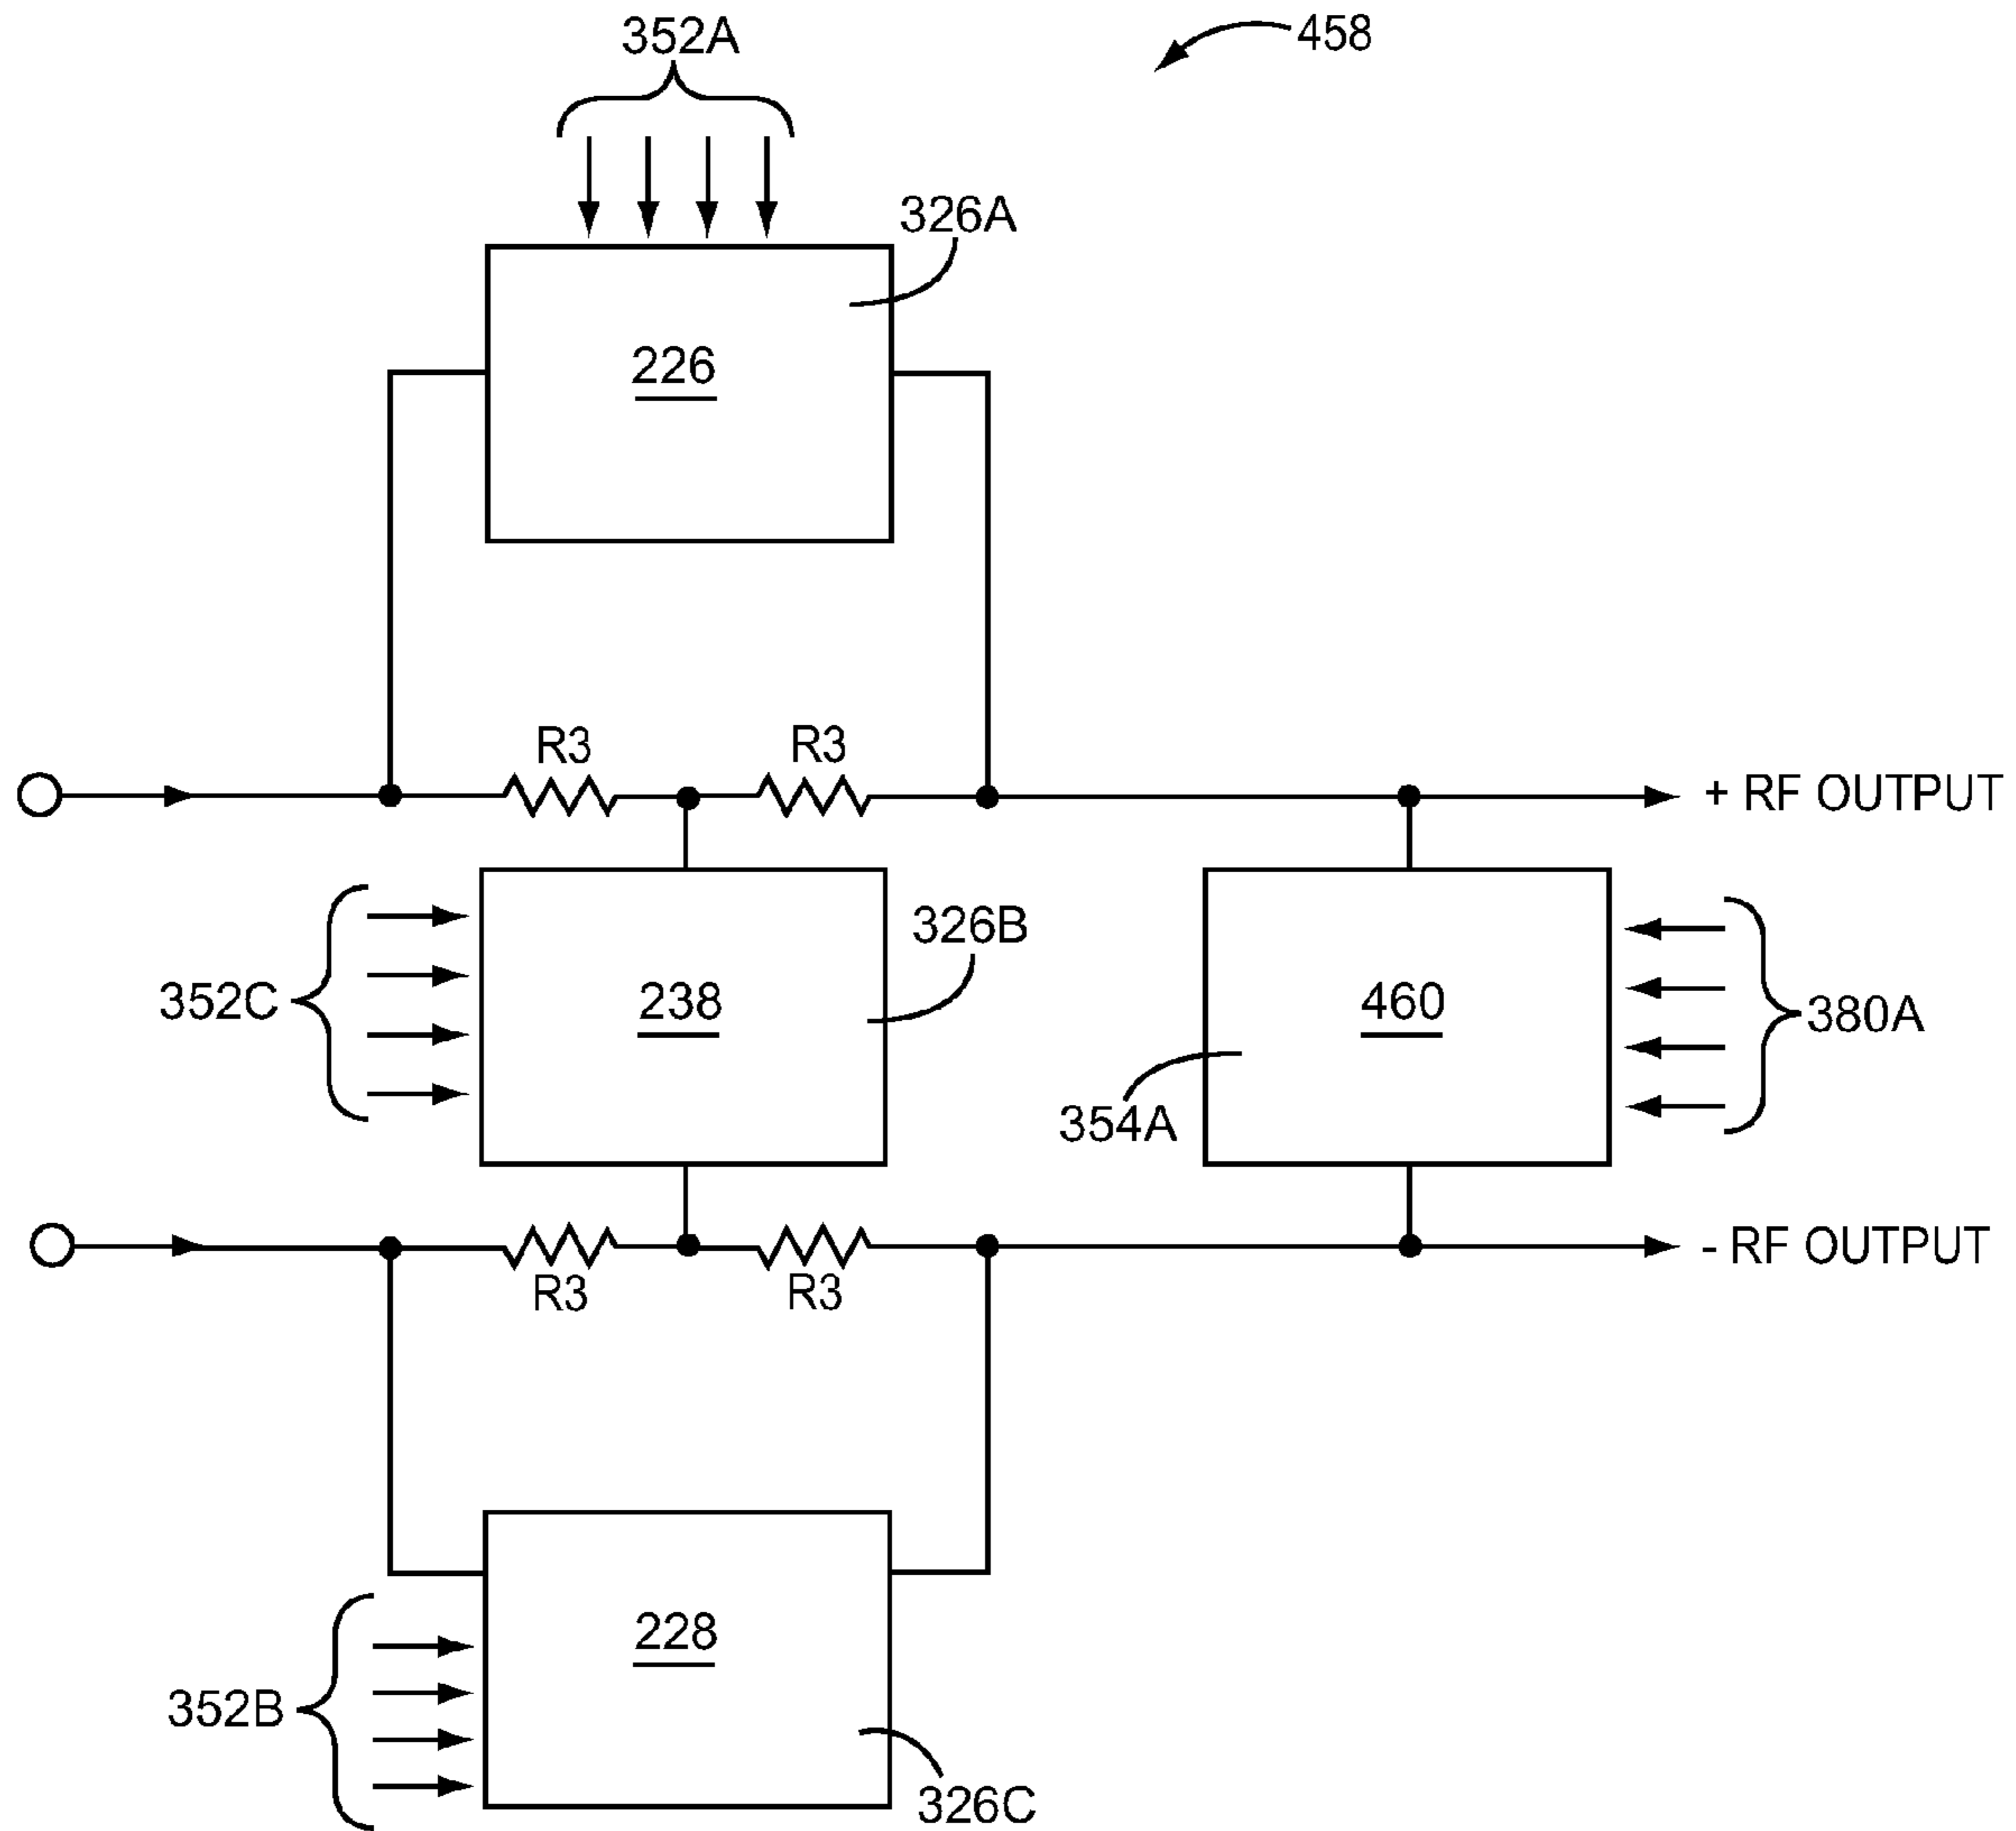 352A
458
326A
226
R3
R3
+ RF OUTPUT
326B
352C
238
460
380A
354A
- RF OUTPUT
R3
R3
228
352B
326C